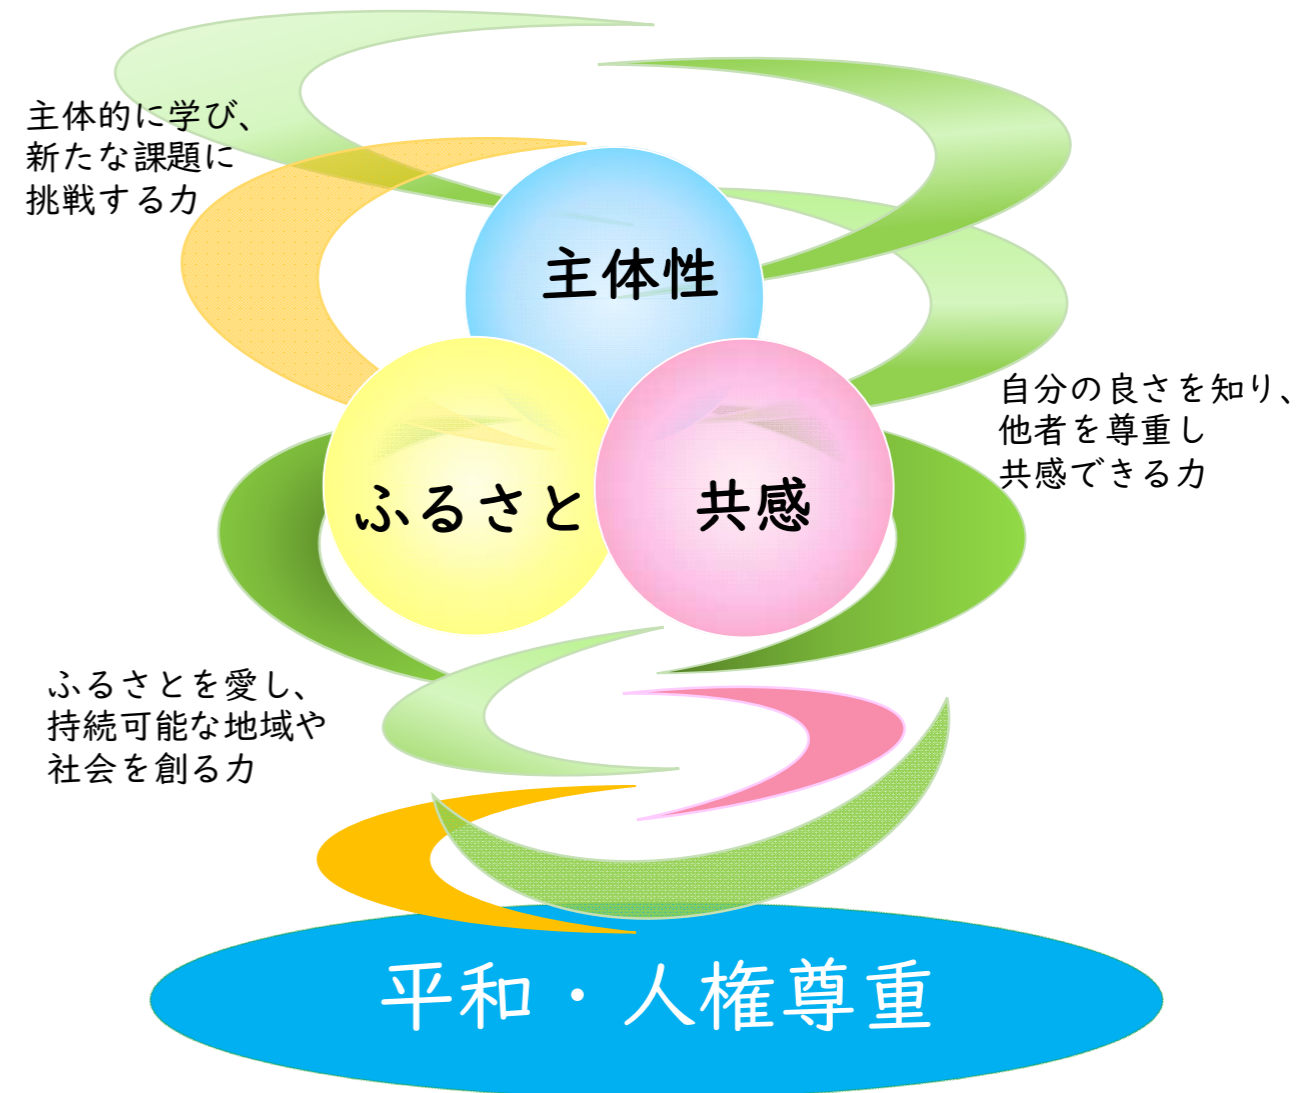 主体的に学び、
新たな課題に
挑戦する力
主体性
自分の良さを知り、
他者を尊重し
共感できる力
ふるさと
共感
ふるさとを愛し、
持続可能な地域や
社会を創る力
平和・人権尊重